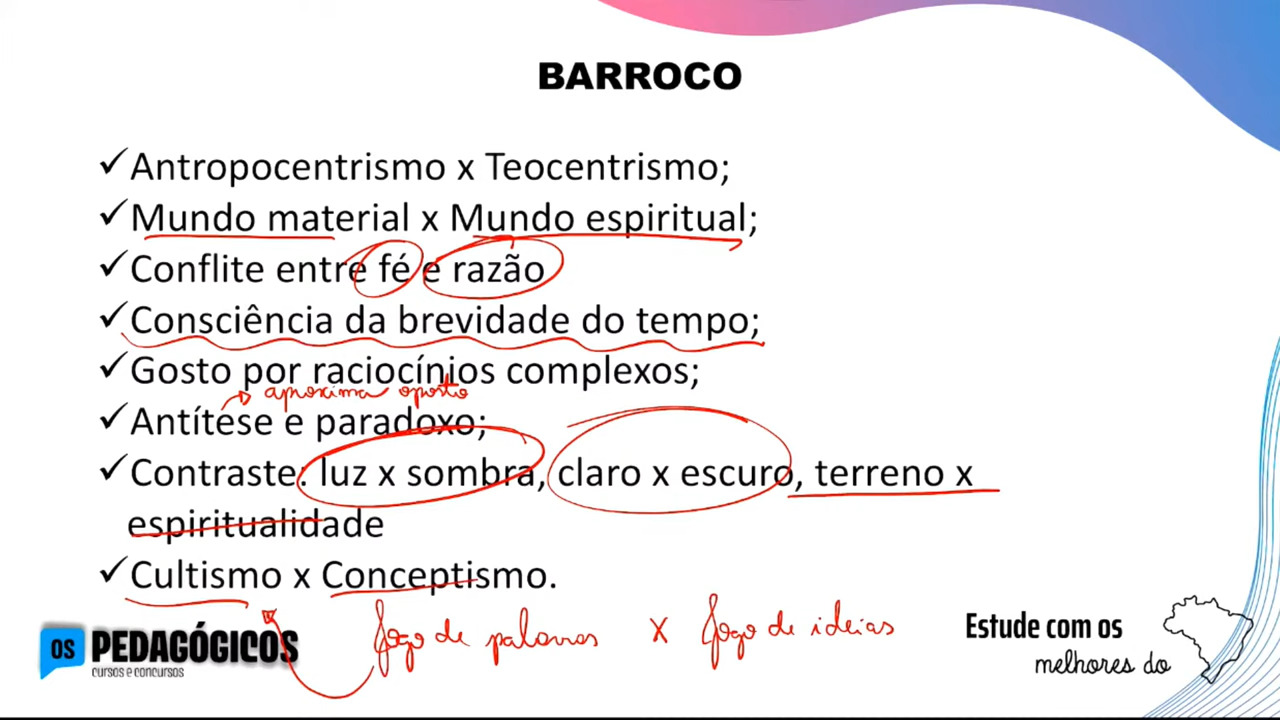 BARROCO
✓Antropocentrismo x Teocentrismo;
✓Mundo material x Mundo espiritual;
✓Conflite entre fé e razão
✓Consciência da brevidade do tempo;
✓Gosto por raciocínios complexos;
aproxima oposto
✓Antítese e paradoxo;
✓Contraste: luz x sombra, claro x escuro, terreno x
espiritualidade
✓Cultismo x Conceptismo.
Jogo de palavras x Jogo de ideias
OS PEDAGÓGICOS
cursos e concursos
Estude com os
melhores do